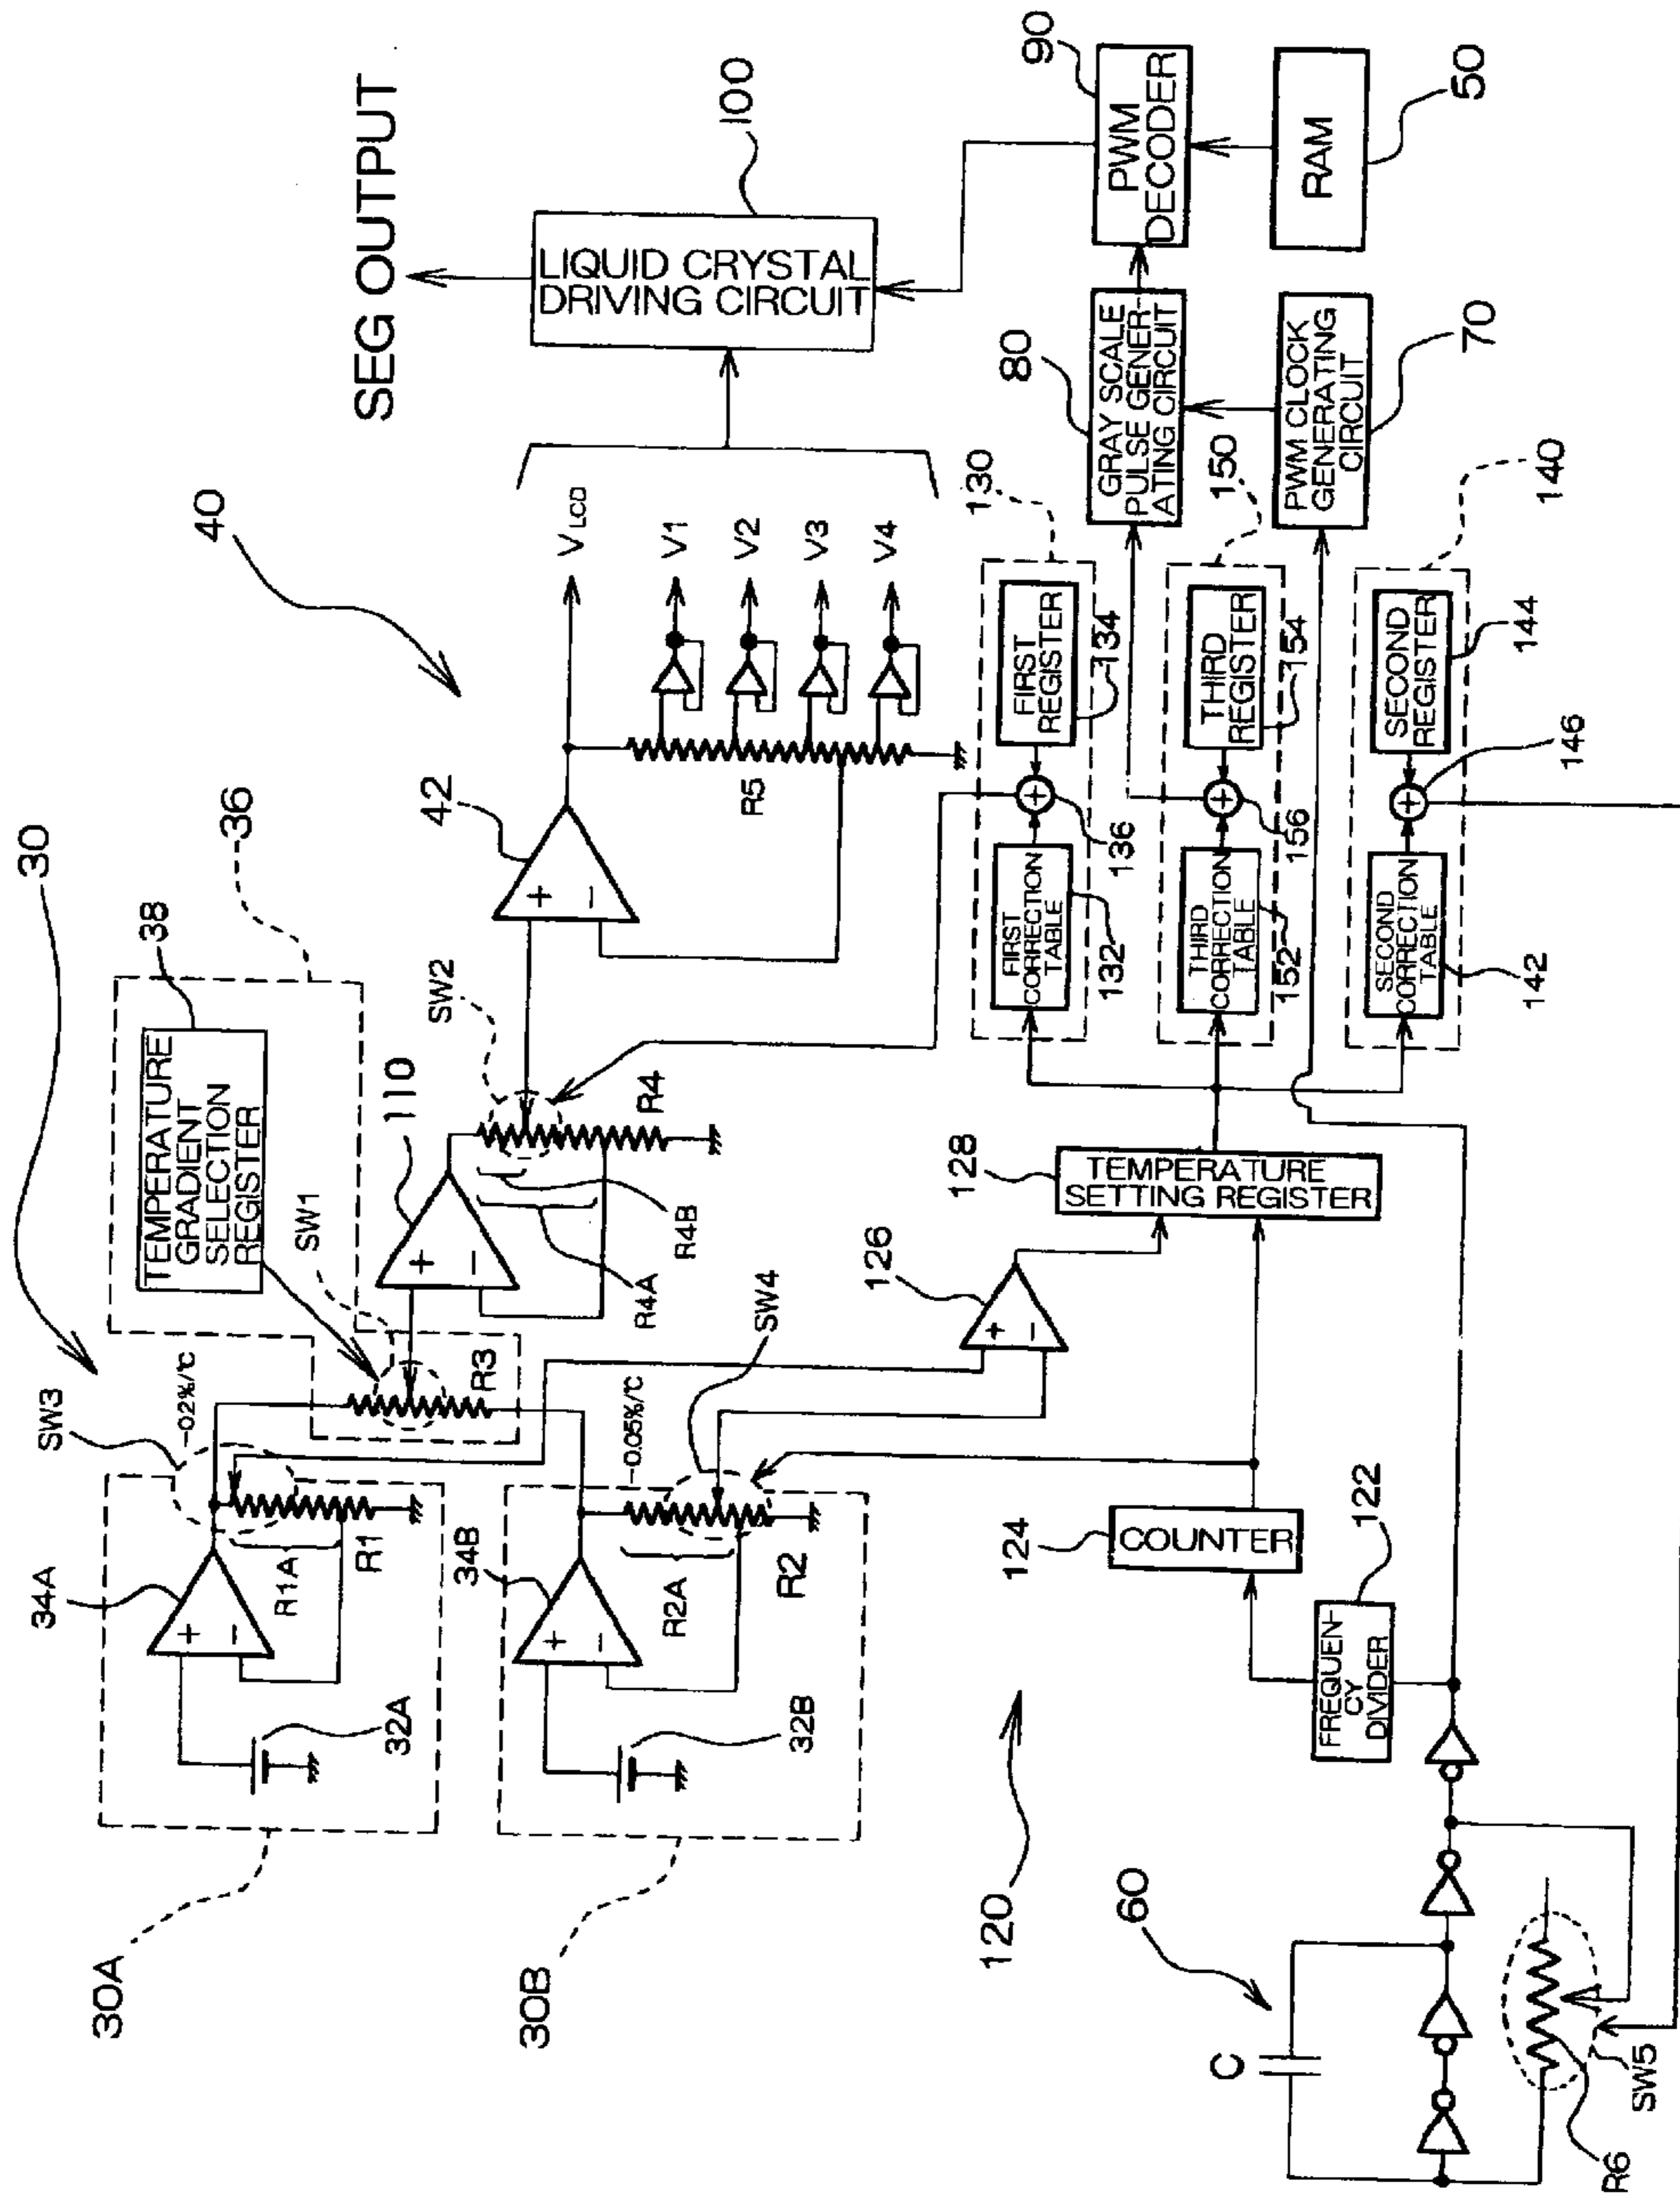 SEG OUTPUT
30
36
40
TEMPERATURE
GRADIENT
SELECTION
REGISTER
38
SW1
SW2
SW3
-0.2%/°C
30A
34A
32A
R1A
R1
R3
110
R4A
R4B
R4
42
R5
VLCD
V1
V2
V3
V4
100
LIQUID CRYSTAL
DRIVING CIRCUIT
30B
34B
32B
R2A
R2
-0.05%/°C
SW4
126
128
TEMPERATURE
SETTING REGISTER
130
FIRST
CORRECTION
TABLE
132
FIRST
REGISTER
134
136
150
THIRD
CORRECTION
TABLE
152
THIRD
REGISTER
154
156
140
SECOND
CORRECTION
TABLE
142
SECOND
REGISTER
144
146
80
GRAY SCALE
PULSE GENER-
ATING CIRCUIT
90
PWM
DECODER
PWM CLOCK
GENERATING
CIRCUIT
70
RAM
50
120
124
COUNTER
122
FREQUEN-
CY
DIVIDER
60
C
R6
SW5